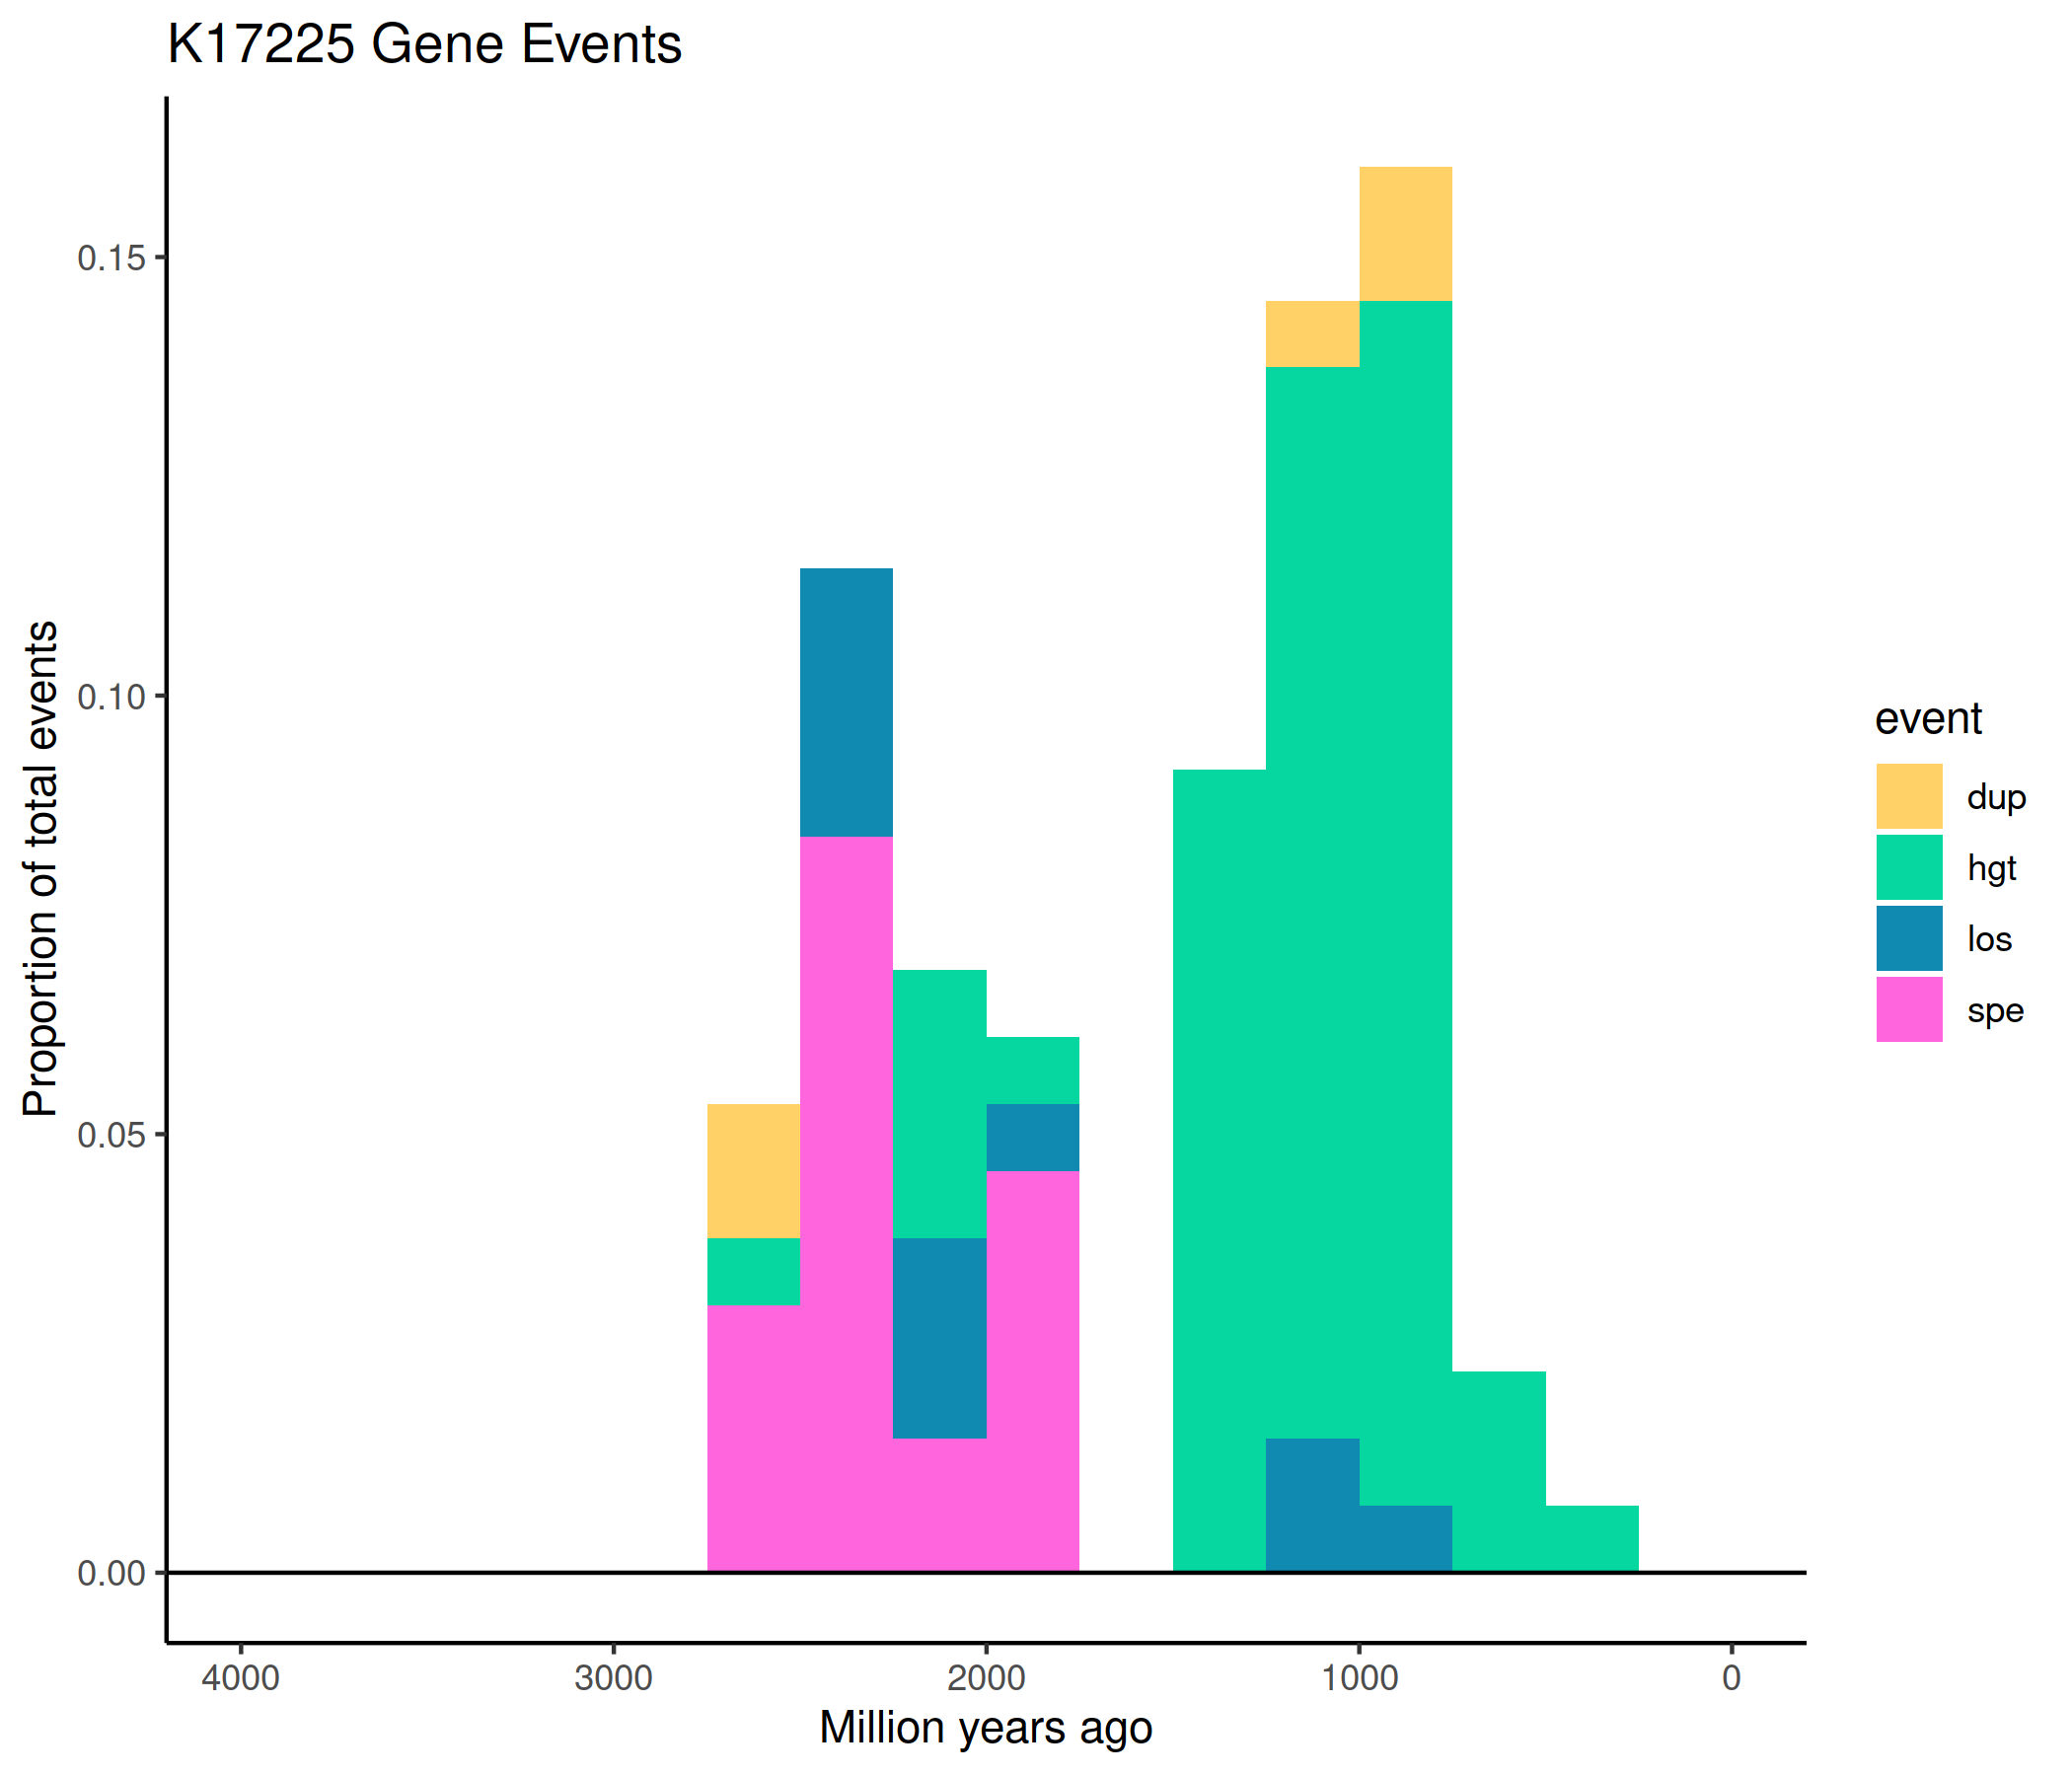 K17225 Gene Events
Proportion of total events
0.15
0.10
0.05
0.00
4000 3000 2000 1000 0
Million years ago
event
dup
hgt
los
spe